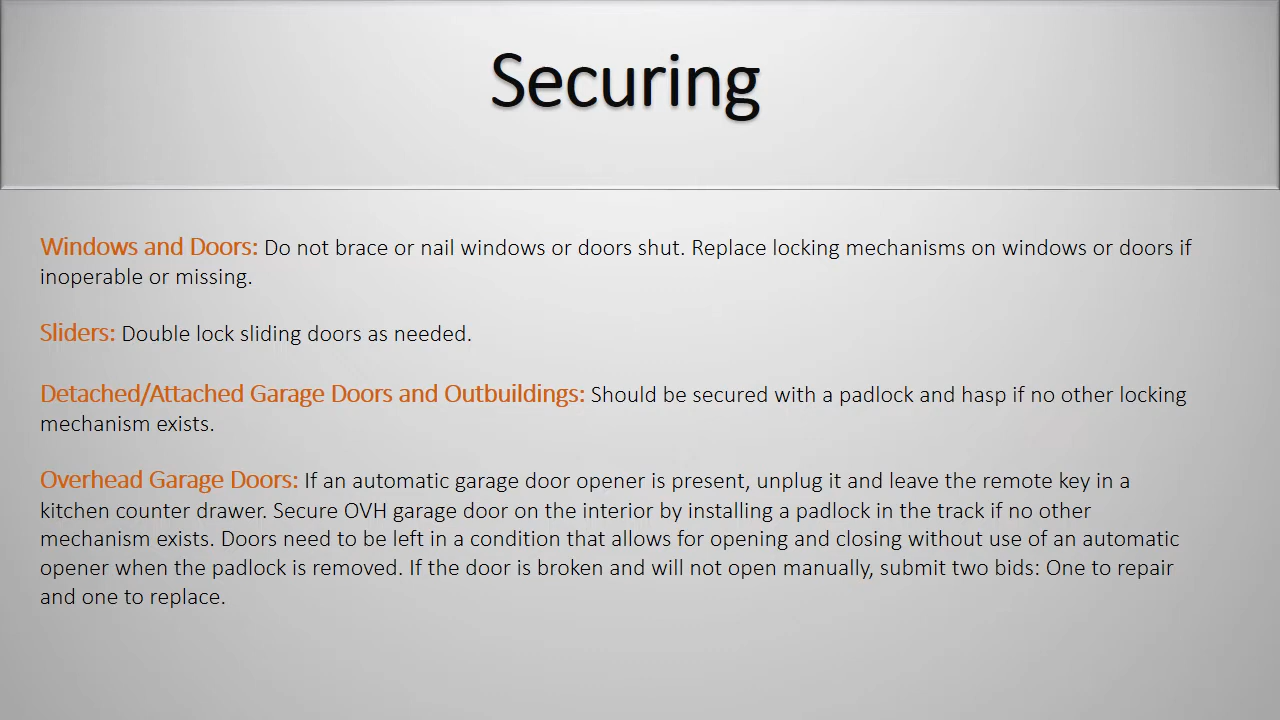 Securing
Windows and Doors: Do not brace or nail windows or doors shut. Replace locking mechanisms on windows or doors if
inoperable or missing.
Sliders: Double lock sliding doors as needed.
Detached/Attached Garage Doors and Outbuildings: Should be secured with a padlock and hasp if no other locking
mechanism exists.
Overhead Garage Doors: If an automatic garage door opener is present, unplug it and leave the remote key in a
kitchen counter drawer. Secure OVH garage door on the interior by installing a padlock in the track if no other
mechanism exists. Doors need to be left in a condition that allows for opening and closing without use of an automatic
opener when the padlock is removed. If the door is broken and will not open manually, submit two bids: One to repair
and one to replace.